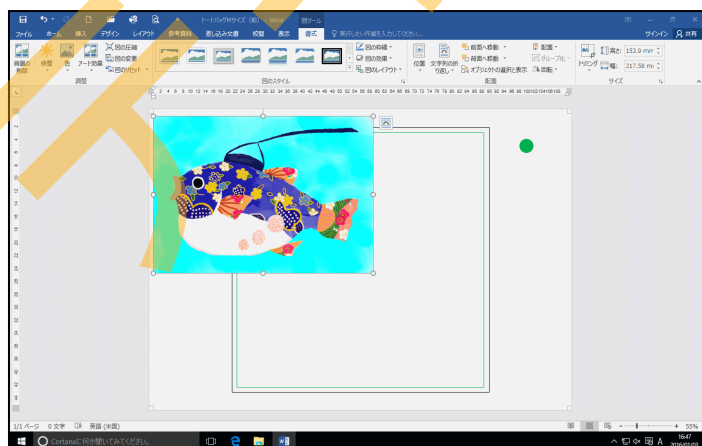 トートバッグMサイズ (新) - Word 図ツール
ファイル ホーム 挿入 デザイン レイアウト 参考資料 差し込み文書 校閲 表示 書式 実行したい作業を入力してください... サインイン 共有
背景の削除 修整 色 アート効果 図の圧縮 図の変更 図のリセット
図の枠線 図の効果 図のレイアウト
位置 文字列の折り返し 前面へ移動 背面へ移動 オブジェクトの選択と表示 配置 グループ化 回転
トリミング 高さ: 153.9 mm 幅: 217.58 mm
調整 図のスタイル 配置 サイズ
1/1 ページ 0 文字 英語 (米国) 55%
Cortanaに何か聞いてみてください。 A 16:47
2016/01/03